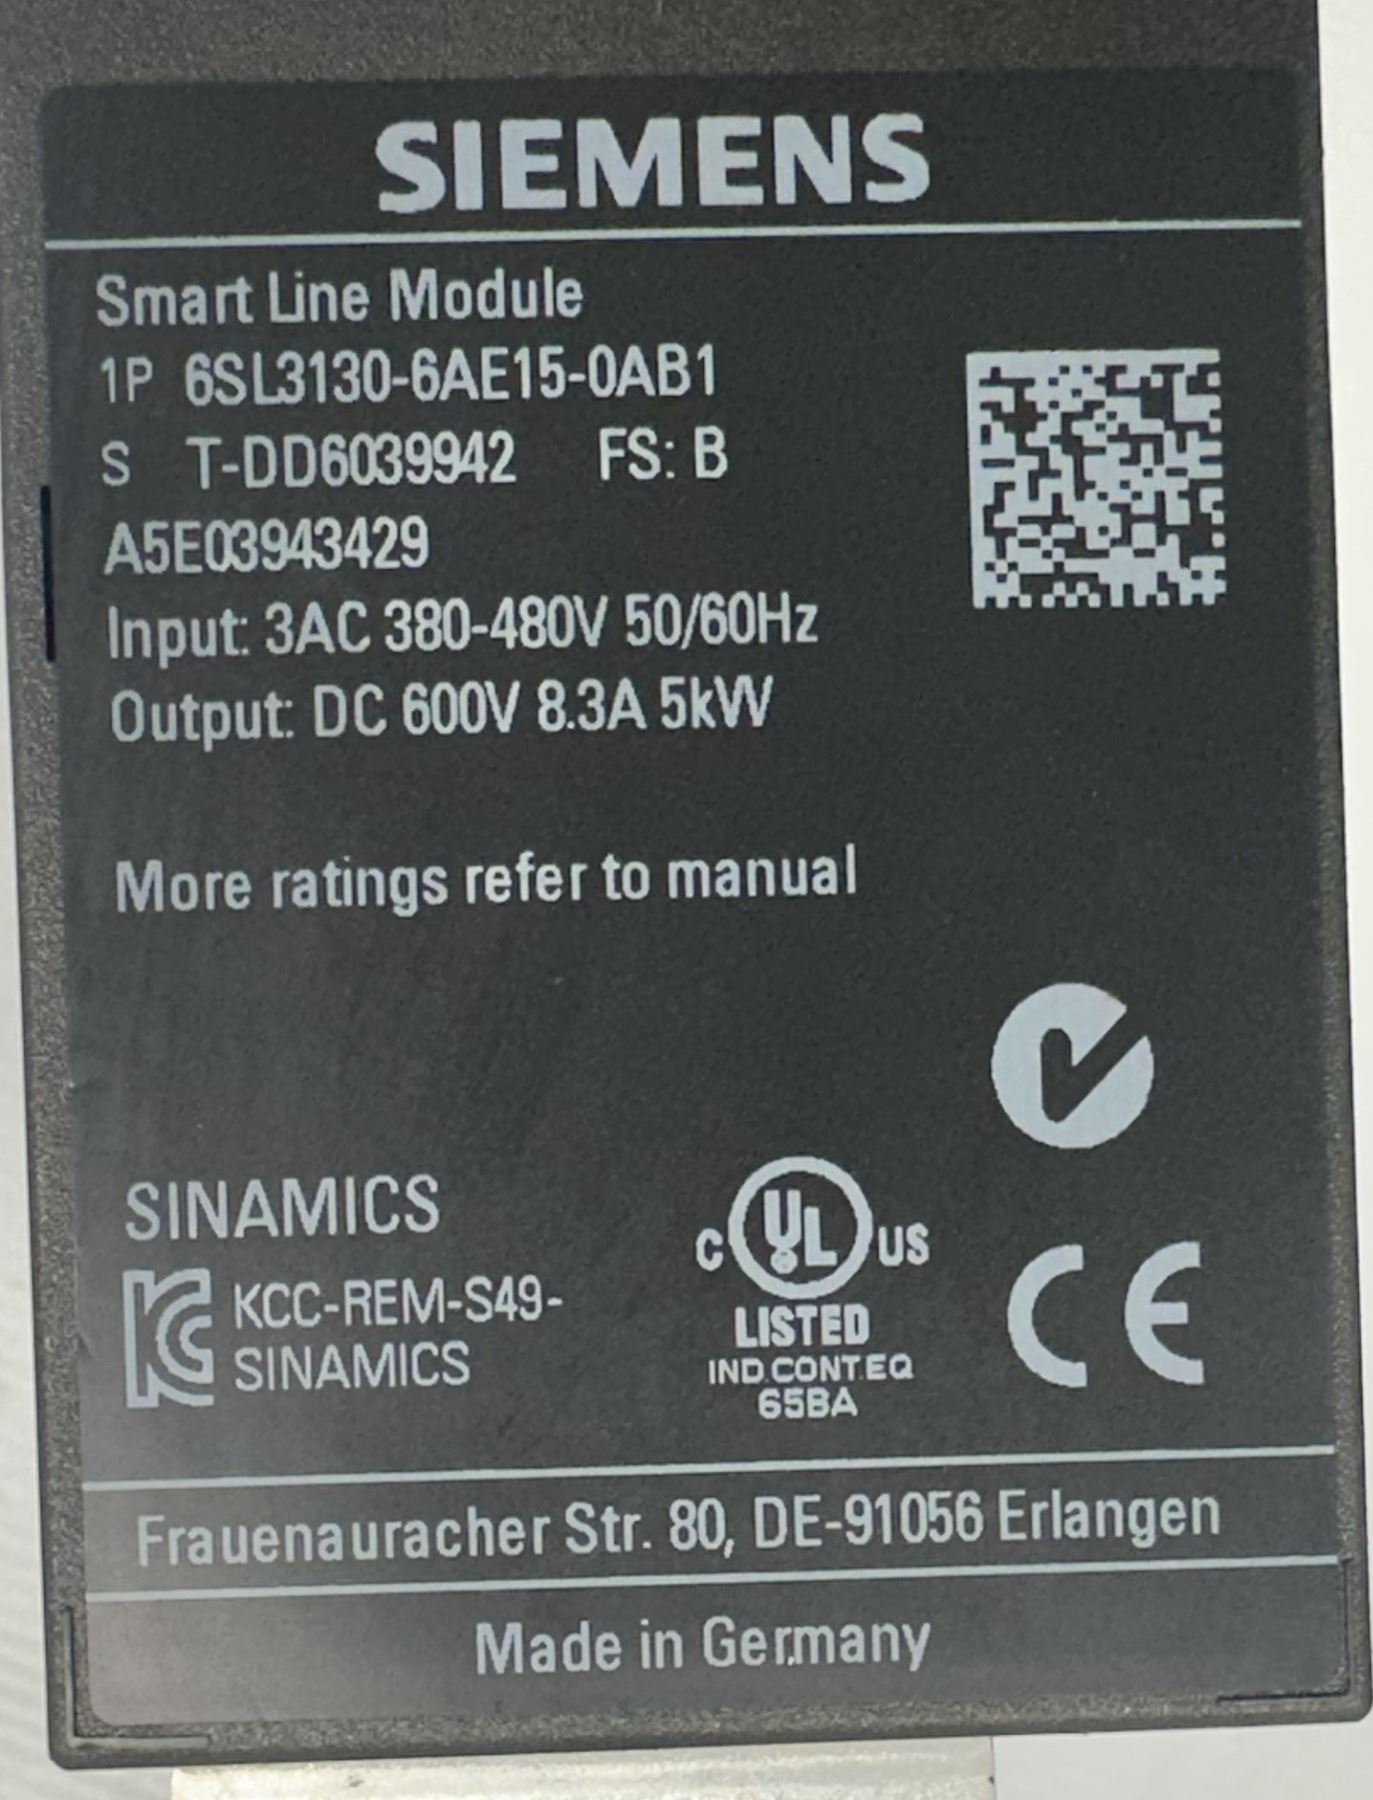 SIEMENS
Smart Line Module
1P 6SL3130-6AE15-0AB1
S T-DD6039942 FS: B
A5E03943429
Input: 3AC 380-480V 50/60Hz
Output: DC 600V 8.3A 5kW
More ratings refer to manual
SINAMICS
KCC-REM-S49-
SINAMICS
C UL US
LISTED
IND.CONT.EQ
65BA
CE
Frauenauracher Str. 80, DE-91056 Erlangen
Made in Germany